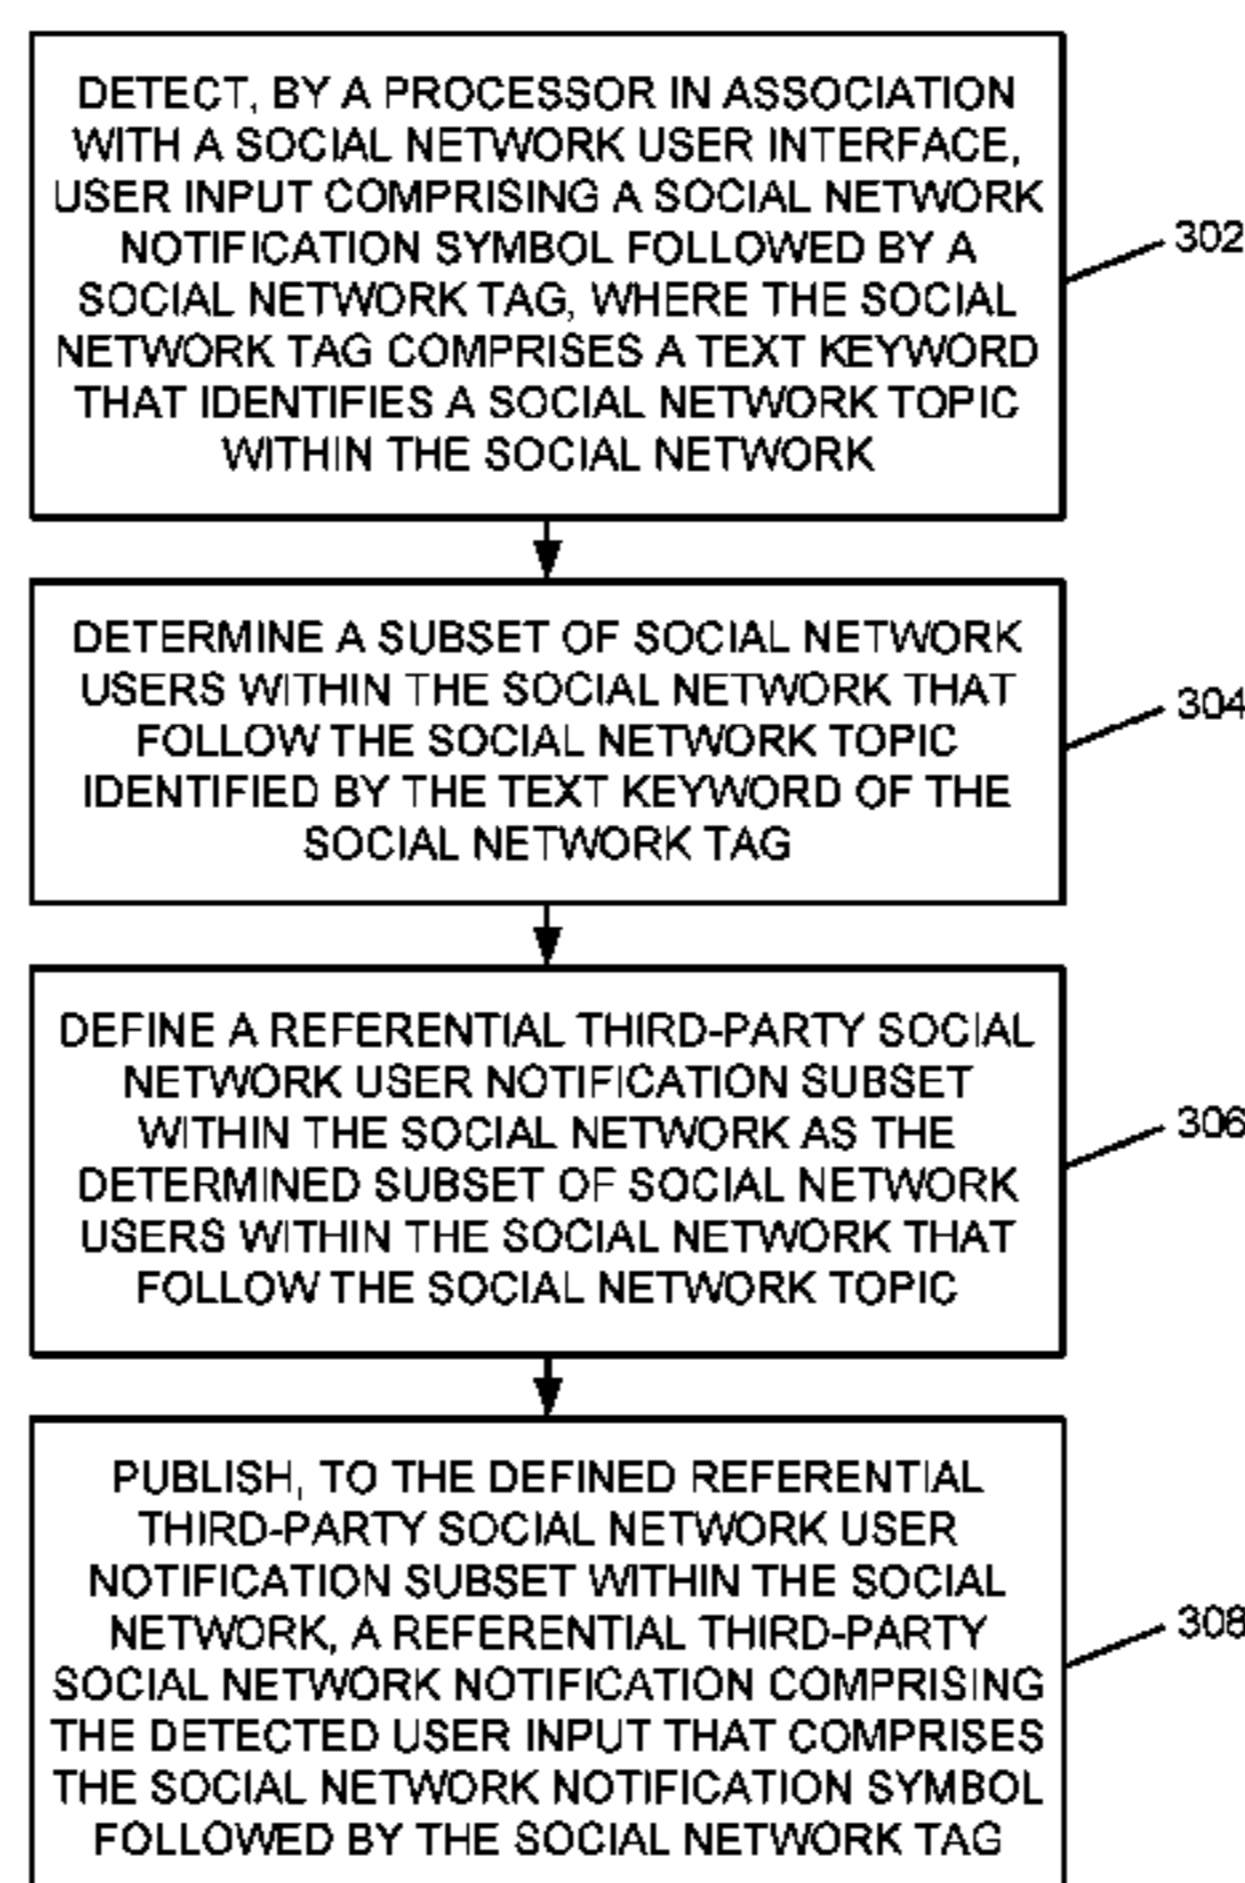 DETECT, BY A PROCESSOR IN ASSOCIATION
WITH A SOCIAL NETWORK USER INTERFACE,
USER INPUT COMPRISING A SOCIAL NETWORK
NOTIFICATION SYMBOL FOLLOWED BY A
SOCIAL NETWORK TAG, WHERE THE SOCIAL
NETWORK TAG COMPRISES A TEXT KEYWORD
THAT IDENTIFIES A SOCIAL NETWORK TOPIC
WITHIN THE SOCIAL NETWORK
302
DETERMINE A SUBSET OF SOCIAL NETWORK
USERS WITHIN THE SOCIAL NETWORK THAT
FOLLOW THE SOCIAL NETWORK TOPIC
IDENTIFIED BY THE TEXT KEYWORD OF THE
SOCIAL NETWORK TAG
304
DEFINE A REFERENTIAL THIRD-PARTY SOCIAL
NETWORK USER NOTIFICATION SUBSET
WITHIN THE SOCIAL NETWORK AS THE
DETERMINED SUBSET OF SOCIAL NETWORK
USERS WITHIN THE SOCIAL NETWORK THAT
FOLLOW THE SOCIAL NETWORK TOPIC
306
PUBLISH, TO THE DEFINED REFERENTIAL
THIRD-PARTY SOCIAL NETWORK USER
NOTIFICATION SUBSET WITHIN THE SOCIAL
NETWORK, A REFERENTIAL THIRD-PARTY
SOCIAL NETWORK NOTIFICATION COMPRISING
THE DETECTED USER INPUT THAT COMPRISES
THE SOCIAL NETWORK NOTIFICATION SYMBOL
FOLLOWED BY THE SOCIAL NETWORK TAG
308